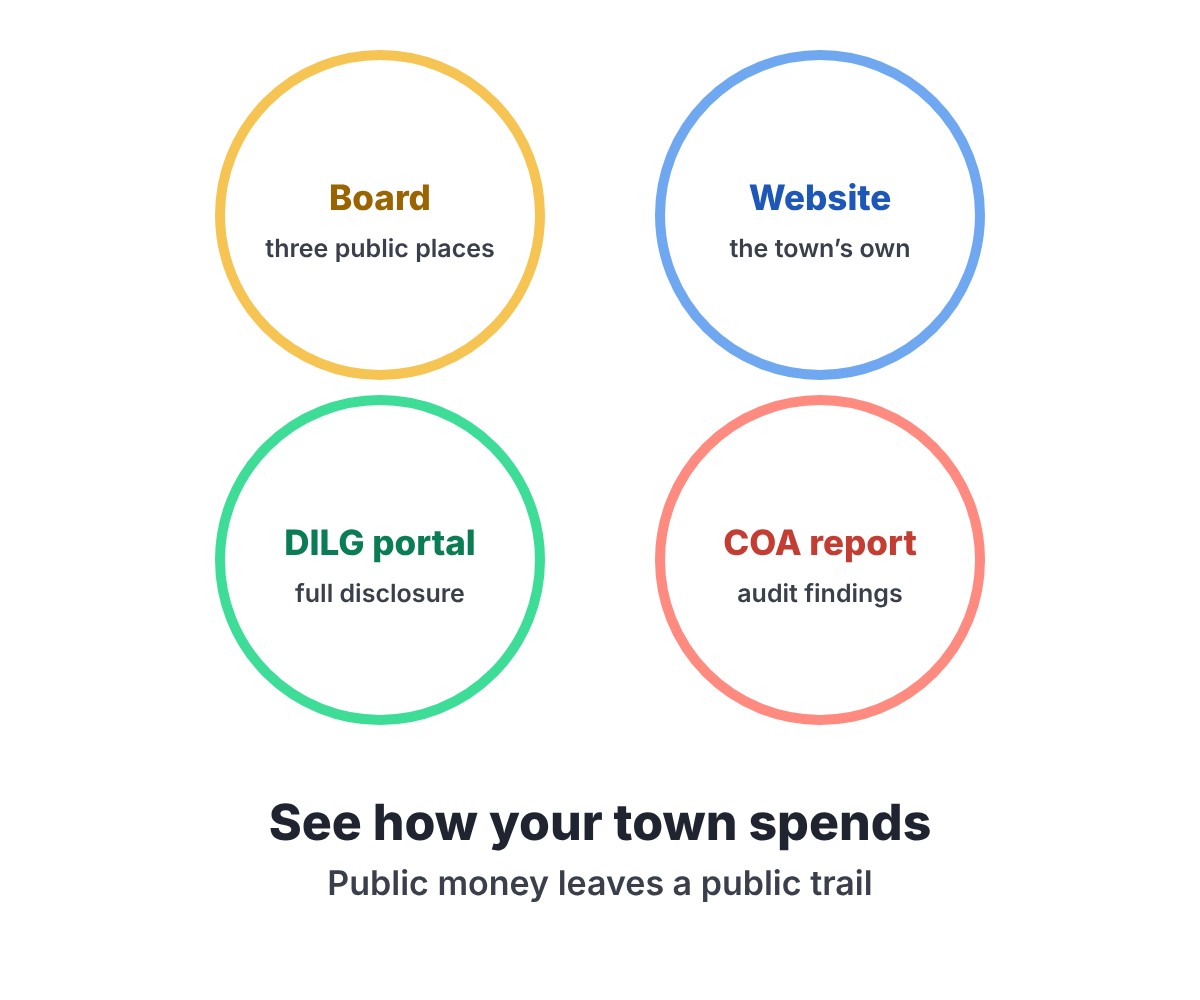 Board
three public places
Website
the town’s own
DILG portal
full disclosure
COA report
audit findings
See how your town spends
Public money leaves a public trail